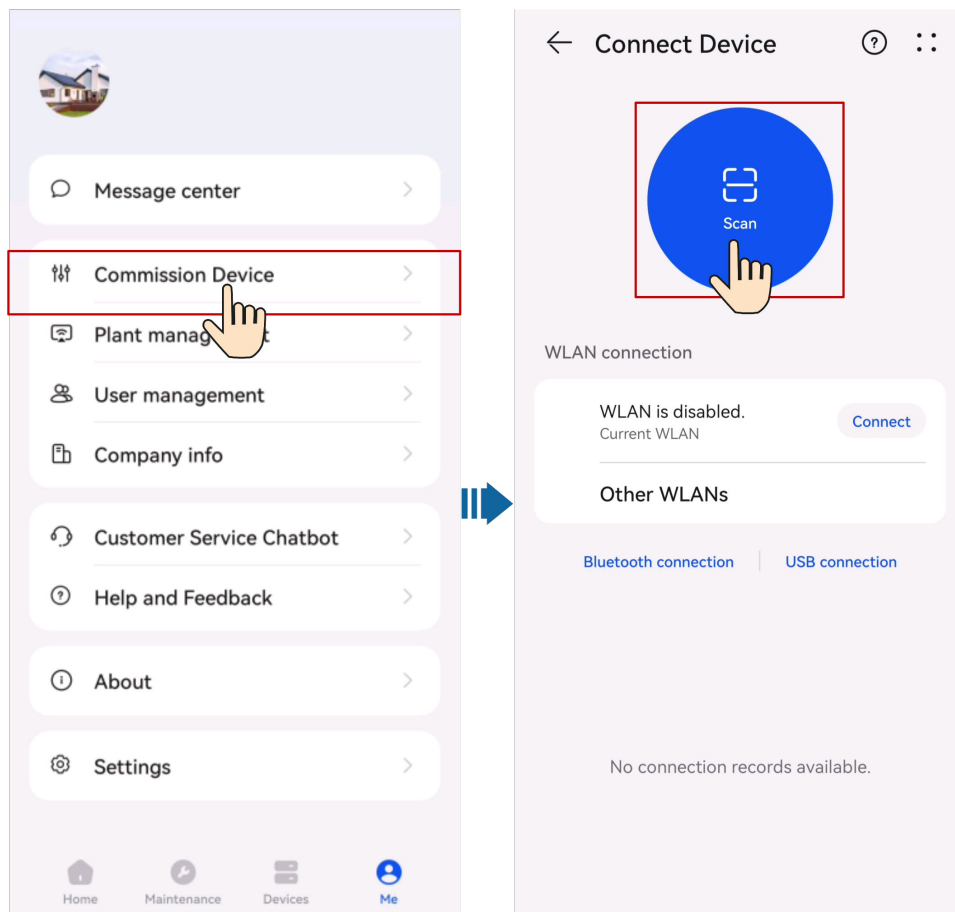 Message center
Commission Device
Plant manag t
User management
Company info
Customer Service Chatbot
Help and Feedback
About
Settings
Home Maintenance Devices Me
Connect Device
Scan
WLAN connection
WLAN is disabled.
Current WLAN
Connect
Other WLANs
Bluetooth connection
USB connection
No connection records available.